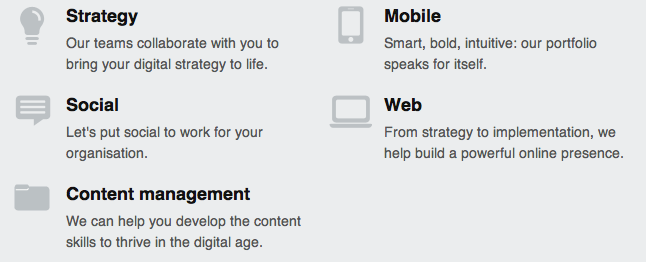 Strategy
Our teams collaborate with you to
bring your digital strategy to life.
Mobile
Smart, bold, intuitive: our portfolio
speaks for itself.
Social
Let's put social to work for your
organisation.
Web
From strategy to implementation, we
help build a powerful online presence.
Content management
We can help you develop the content
skills to thrive in the digital age.